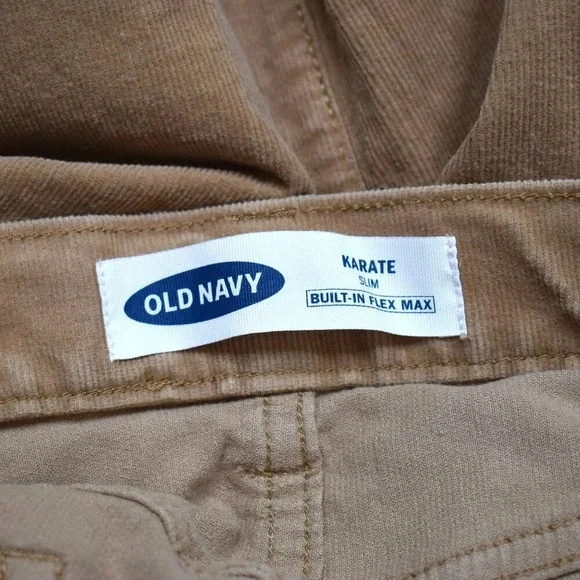 OLD NAVY
KARATE
SLIM
BUILT-IN FLEX MAX